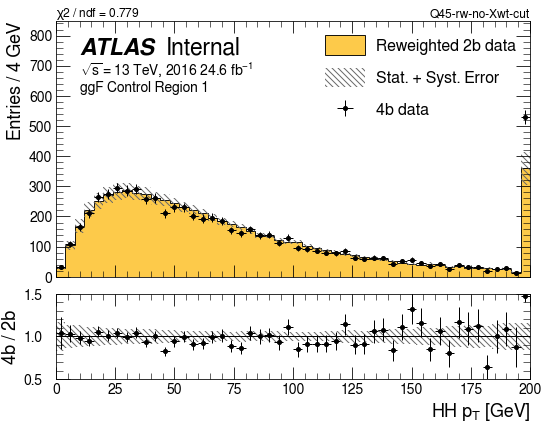 χ2 / ndf = 0.779
Q45-rw-no-Xwt-cut
ATLAS Internal
√s = 13 TeV, 2016 24.6 fb⁻¹
ggF Control Region 1
Reweighted 2b data
Stat. + Syst. Error
4b data
Entries / 4 GeV
800
700
600
500
400
300
200
100
0
4b / 2b
1.5
1.0
0.5
0 25 50 75 100 125 150 175 200
HH p_T [GeV]